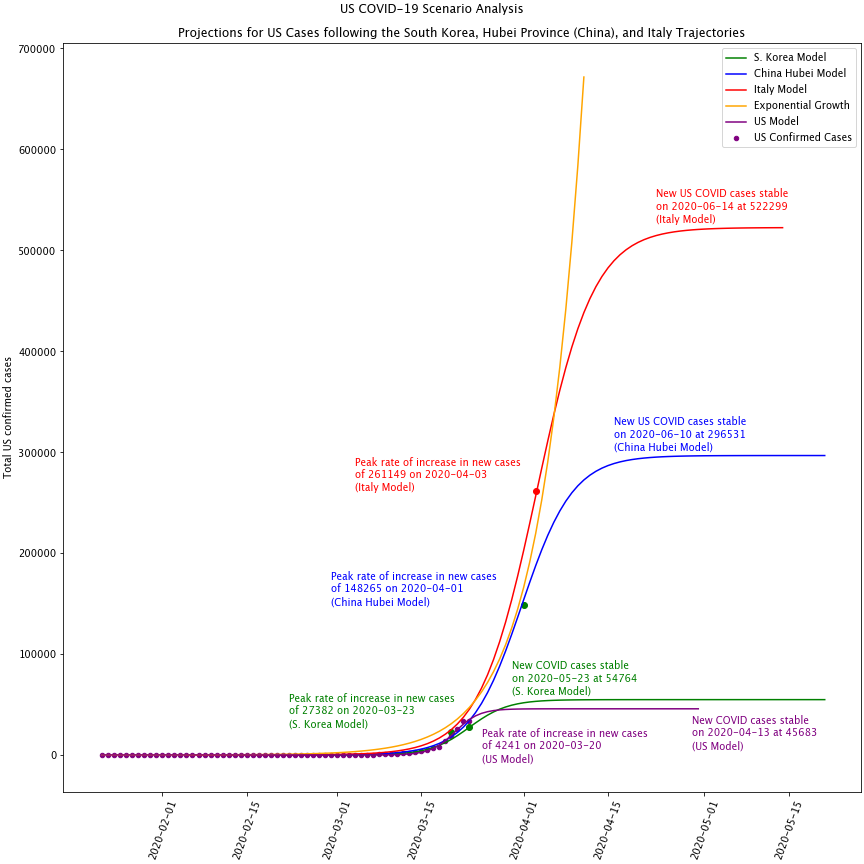 US COVID-19 Scenario Analysis
Projections for US Cases following the South Korea, Hubei Province (China), and Italy Trajectories
S. Korea Model
China Hubei Model
Italy Model
Exponential Growth
US Model
US Confirmed Cases
Total US confirmed cases
700000
600000
500000
400000
300000
200000
100000
0
New US COVID cases stable
on 2020-06-14 at 522299
(Italy Model)
New US COVID cases stable
on 2020-06-10 at 296531
(China Hubei Model)
Peak rate of increase in new cases
of 261149 on 2020-04-03
(Italy Model)
Peak rate of increase in new cases
of 148265 on 2020-04-01
(China Hubei Model)
New COVID cases stable
on 2020-05-23 at 54764
(S. Korea Model)
Peak rate of increase in new cases
of 27382 on 2020-03-23
(S. Korea Model)
New COVID cases stable
on 2020-04-13 at 45683
(US Model)
Peak rate of increase in new cases
of 4241 on 2020-03-20
(US Model)
2020-02-01
2020-02-15
2020-03-01
2020-03-15
2020-04-01
2020-04-15
2020-05-01
2020-05-15